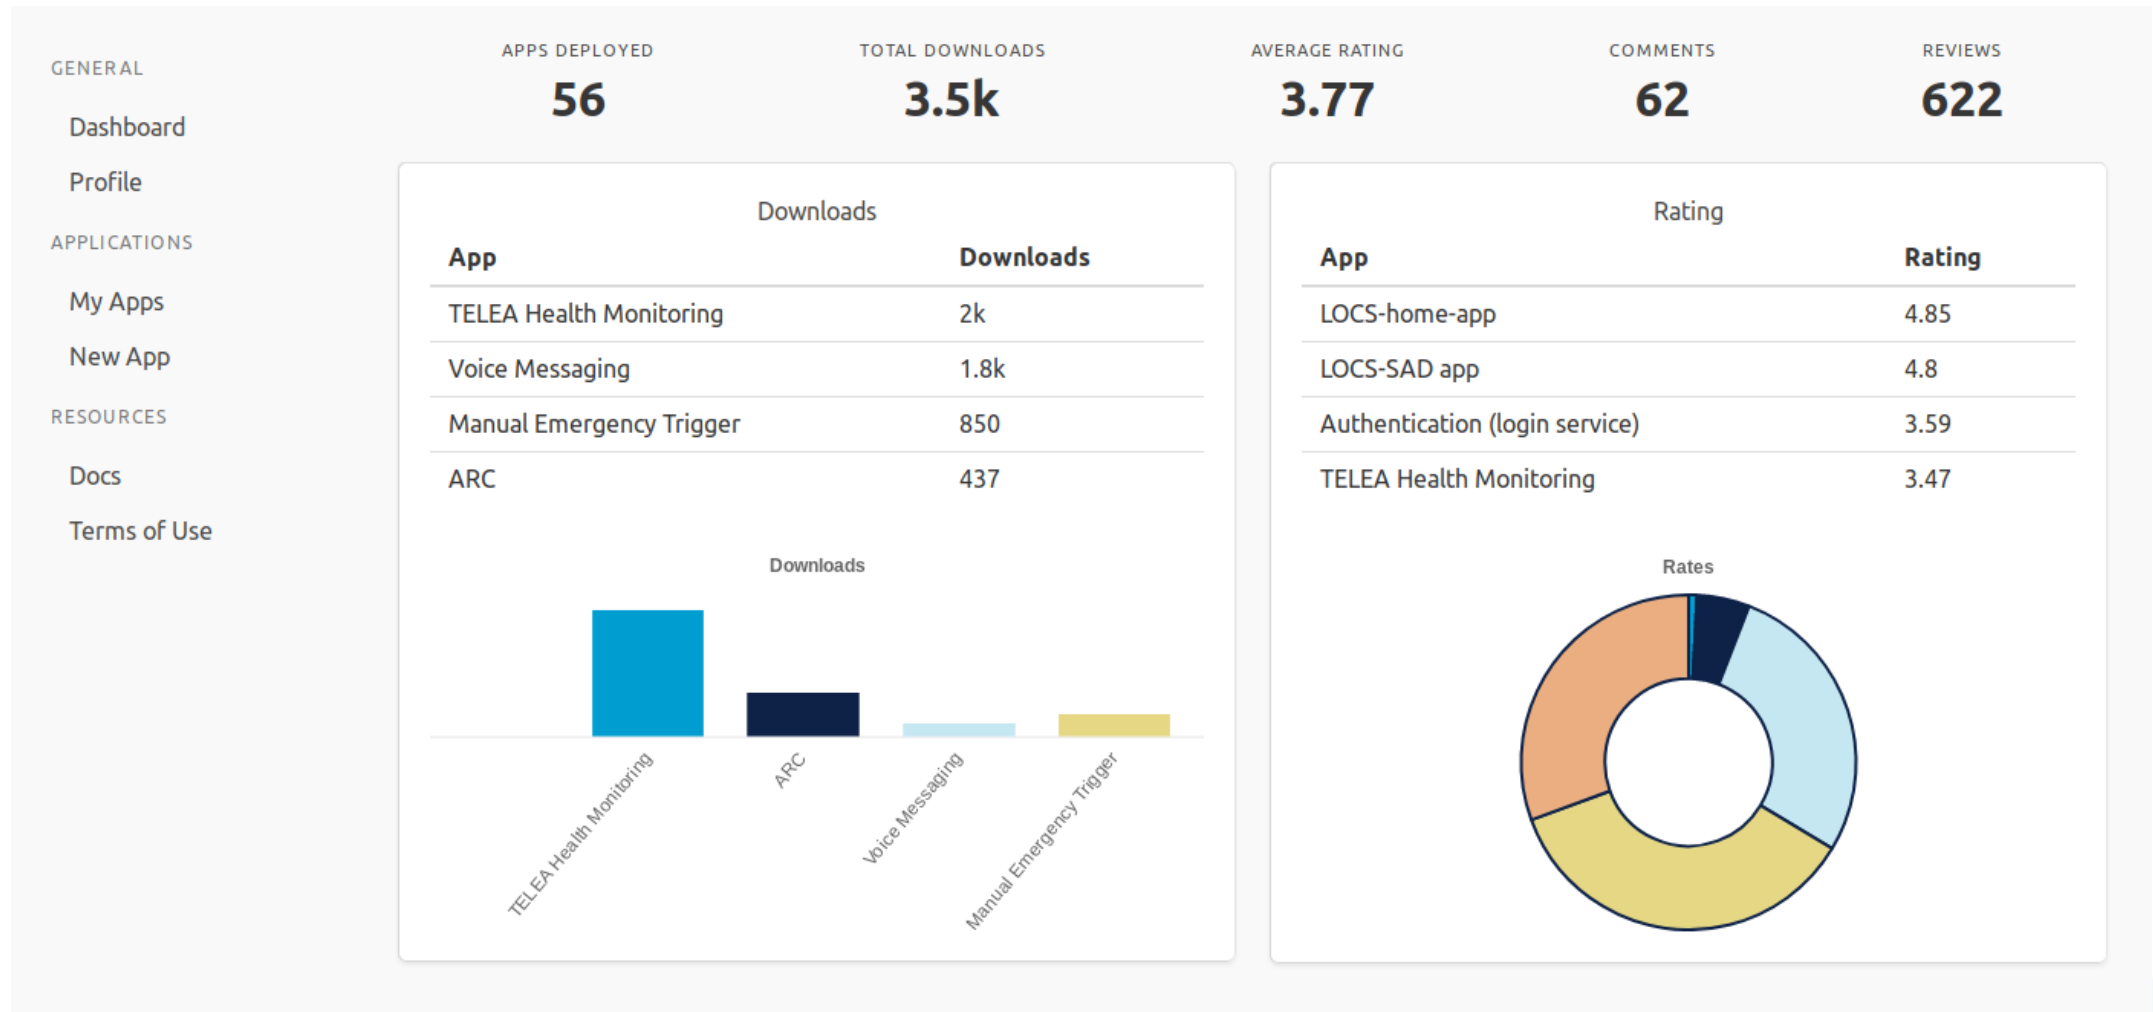 GENERAL
Dashboard
Profile
APPLICATIONS
My Apps
New App
RESOURCES
Docs
Terms of Use
APPS DEPLOYED
56
TOTAL DOWNLOADS
3.5k
AVERAGE RATING
3.77
COMMENTS
62
REVIEWS
622
Downloads
App Downloads
TELEA Health Monitoring 2k
Voice Messaging 1.8k
Manual Emergency Trigger 850
ARC 437
Downloads
TELEA Health Monitoring
ARC
Voice Messaging
Manual Emergency Trigger
Rating
App Rating
LOCS-home-app 4.85
LOCS-SAD app 4.8
Authentication (login service) 3.59
TELEA Health Monitoring 3.47
Rates